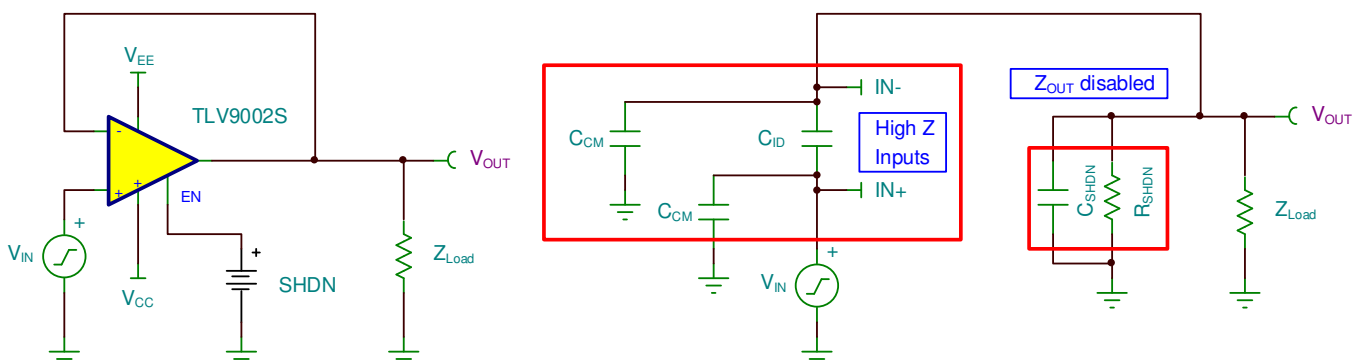 V_EE
TLV9002S
-
+
+
EN
V_IN
+
V_CC
+
SHDN
Z_Load
V_OUT
IN-
C_CM
C_ID
High Z
Inputs
IN+
C_CM
V_IN
+
Z_OUT disabled
V_OUT
C_SHDN
R_SHDN
Z_Load